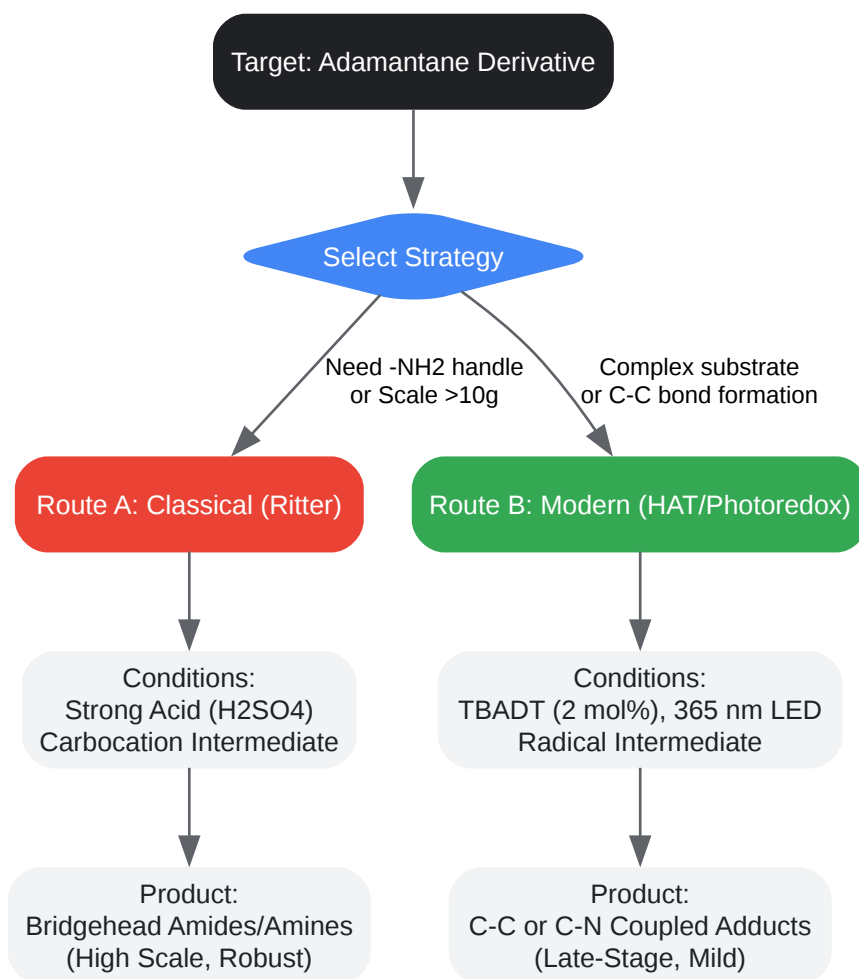 Target: Adamantane Derivative
Select Strategy
Need -NH2 handle
or Scale >10g
Complex substrate
or C-C bond formation
Route A: Classical (Ritter)
Route B: Modern (HAT/Photoredox)
Conditions:
Strong Acid (H2SO4)
Carbocation Intermediate
Conditions:
TBADT (2 mol%), 365 nm LED
Radical Intermediate
Product:
Bridgehead Amides/Amines
(High Scale, Robust)
Product:
C-C or C-N Coupled Adducts
(Late-Stage, Mild)